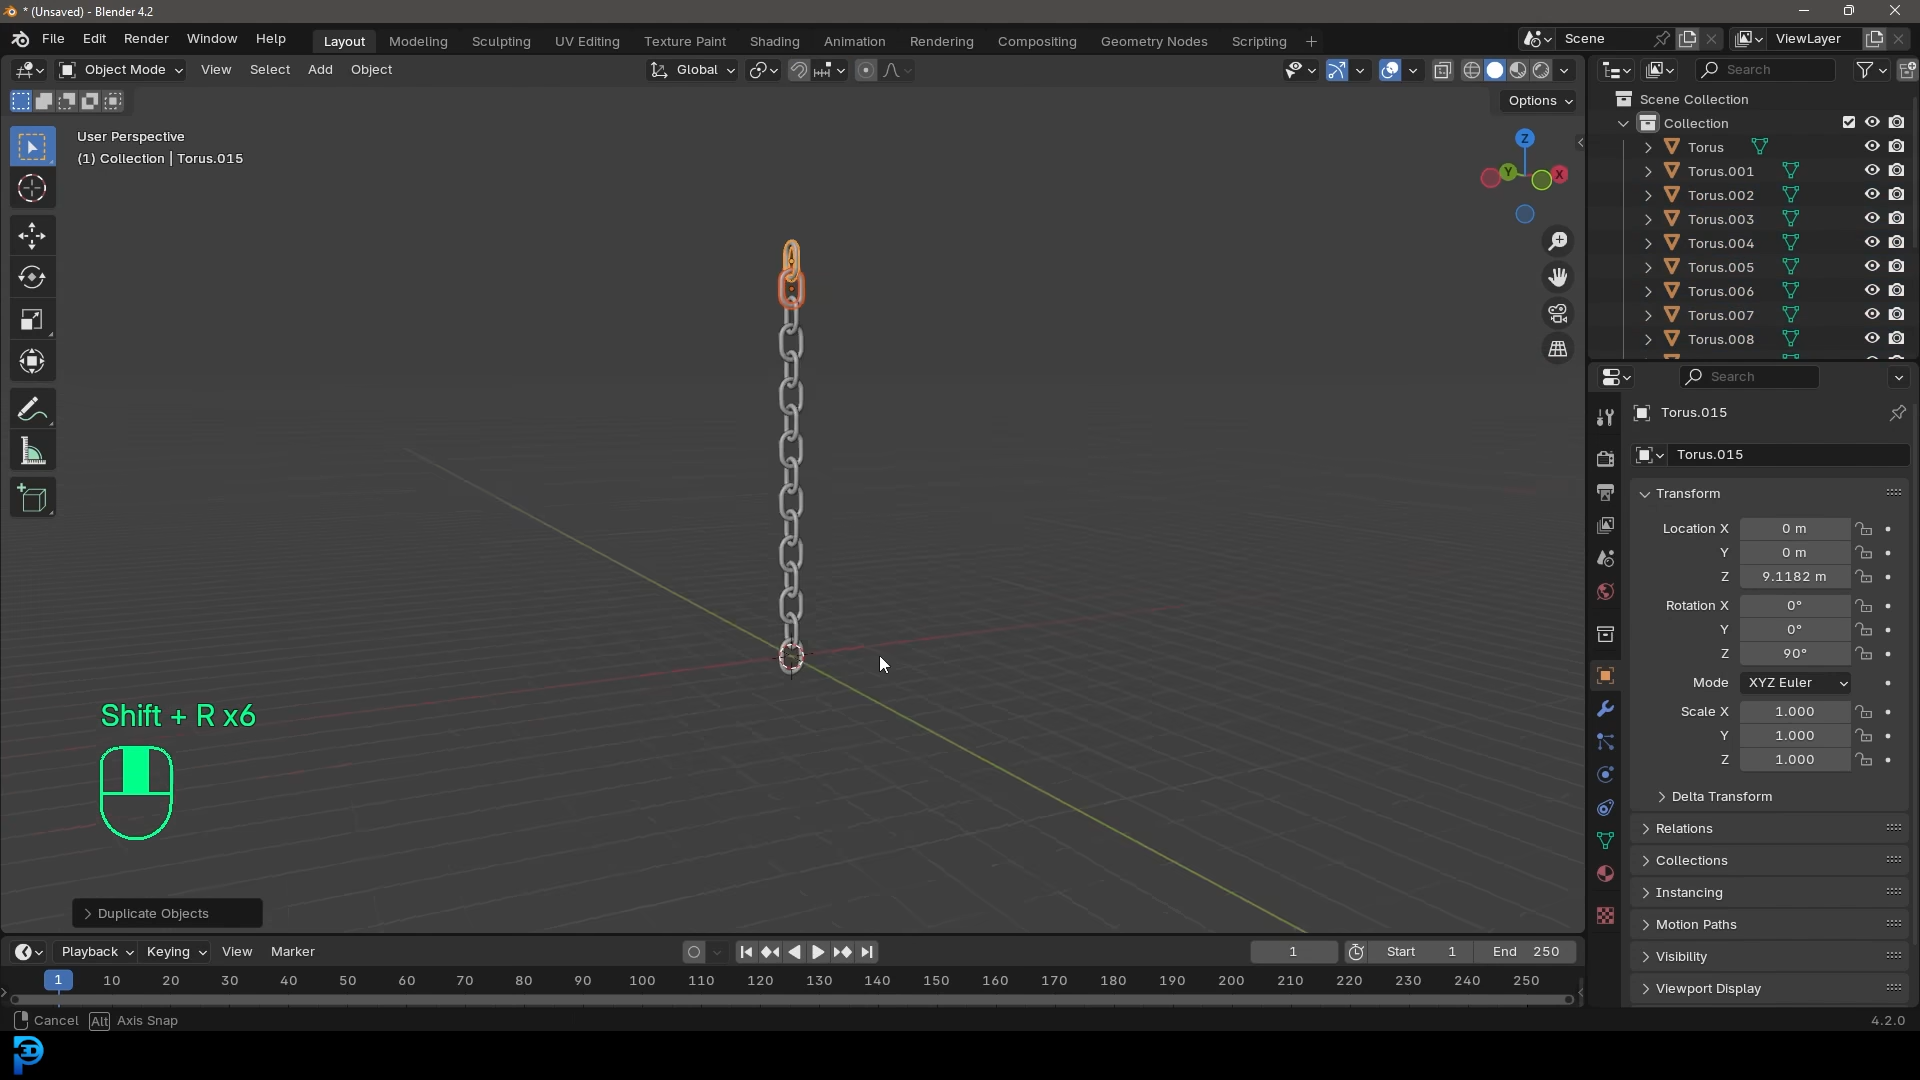 * (Unsaved) - Blender 4.2
File Edit Render Window Help
Layout Modeling Sculpting UV Editing Texture Paint Shading Animation Rendering Compositing Geometry Nodes Scripting +
Scene
ViewLayer
Object Mode View Select Add Object
Global
Search
Options
User Perspective
(1) Collection | Torus.015
Z
Y
X
Scene Collection
Collection
Torus
Torus.001
Torus.002
Torus.003
Torus.004
Torus.005
Torus.006
Torus.007
Torus.008
Search
Torus.015
Torus.015
Transform
Location X 0 m
Y 0 m
Z 9.1182 m
Rotation X 0°
Y 0°
Z 90°
Mode XYZ Euler
Scale X 1.000
Y 1.000
Z 1.000
Delta Transform
Relations
Collections
Instancing
Motion Paths
Visibility
Viewport Display
Shift + R x6
Duplicate Objects
Playback Keying View Marker
1
Start 1
End 250
1 10 20 30 40 50 60 70 80 90 100 110 120 130 140 150 160 170 180 190 200 210 220 230 240 250
Cancel Alt Axis Snap
4.2.0